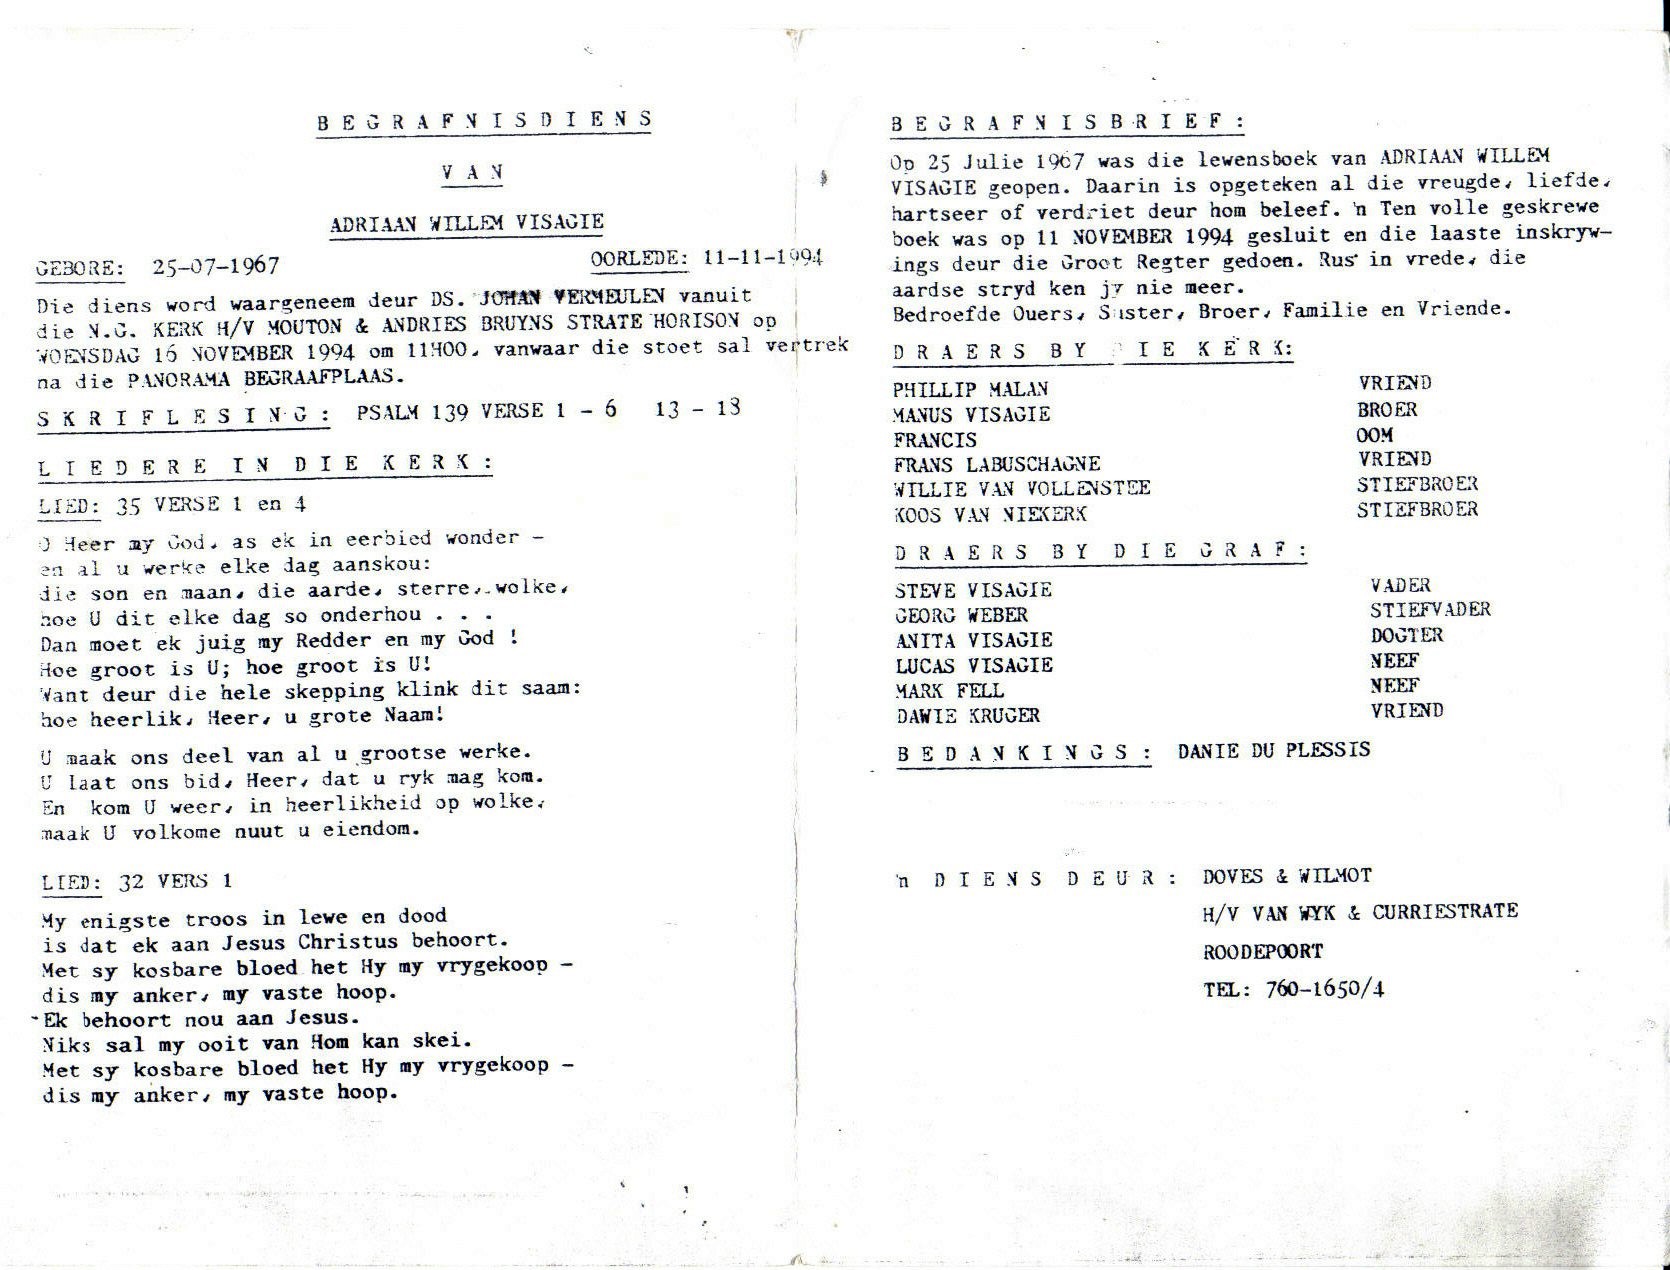 B E G R A F N I S D I E N S
V A N
ADRIAAN WILLEM VISAGIE
GEBORE: 25-07-1967 OORLEDE: 11-11-1994
Die diens word waargeneem deur DS. JOHAN VERMEULEN vanuit
die N.G. KERK H/V MOUTON & ANDRIES BRUYNS STRATE HORISON op
WOENSDAG 16 NOVEMBER 1994 om 11H00, vanwaar die stoet sal vertrek
na die PANORAMA BEGRAAFPLAAS.
S K R I F L E S I N G : PSALM 139 VERSE 1 - 6 13 - 18
L I E D E R E I N D I E K E R K :
LIED: 35 VERSE 1 en 4
O Heer my God, as ek in eerbied wonder -
en al u werke elke dag aanskou:
die son en maan, die aarde, sterre, wolke,
hoe U dit elke dag so onderhou . . .
Dan moet ek juig my Redder en my God !
Hoe groot is U; hoe groot is U!
Want deur die hele skepping klink dit saam:
hoe heerlik, Heer, u grote Naam!
U maak ons deel van al u grootse werke.
U laat ons bid, Heer, dat u ryk mag kom.
En kom U weer, in heerlikheid op wolke,
maak U volkome nuut u eiendom.
LIED: 32 VERS 1
My enigste troos in lewe en dood
is dat ek aan Jesus Christus behoort.
Met sy kosbare bloed het Hy my vrygekoop -
dis my anker, my vaste hoop.
Ek behoort nou aan Jesus.
Niks sal my ooit van Hom kan skei.
Met sy kosbare bloed het Hy my vrygekoop -
dis my anker, my vaste hoop.
B E G R A F N I S B R I E F :
Op 25 Julie 1967 was die lewensboek van ADRIAAN WILLEM
VISAGIE geopen. Daarin is opgeteken al die vreugde, liefde,
hartseer of verdriet deur hom beleef. 'n Ten volle geskrewe
boek was op 11 NOVEMBER 1994 gesluit en die laaste inskryw-
ings deur die Groot Regter gedoen. Rus in vrede, die
aardse stryd ken jy nie meer.
Bedroefde Ouers, Suster, Broer, Familie en Vriende.
D R A E R S B Y D I E K E R K:
PHILLIP MALAN VRIEND
MANUS VISAGIE BROER
FRANCIS OOM
FRANS LABUSCHAGNE VRIEND
WILLIE VAN VOLLENSTEE STIEFBROER
KOOS VAN NIEKERK STIEFBROER
D R A E R S B Y D I E G R A F :
STEVE VISAGIE VADER
GEORG WEBER STIEFVADER
ANITA VISAGIE DOGTER
LUCAS VISAGIE NEEF
MARK FELL NEEF
DAWIE KRUGER VRIEND
B E D A N K I N G S : DANIE DU PLESSIS
'n D I E N S D E U R : DOVES & WILMOT
H/V VAN WYK & CURRIESTRATE
ROODEPOORT
TEL: 760-1650/4